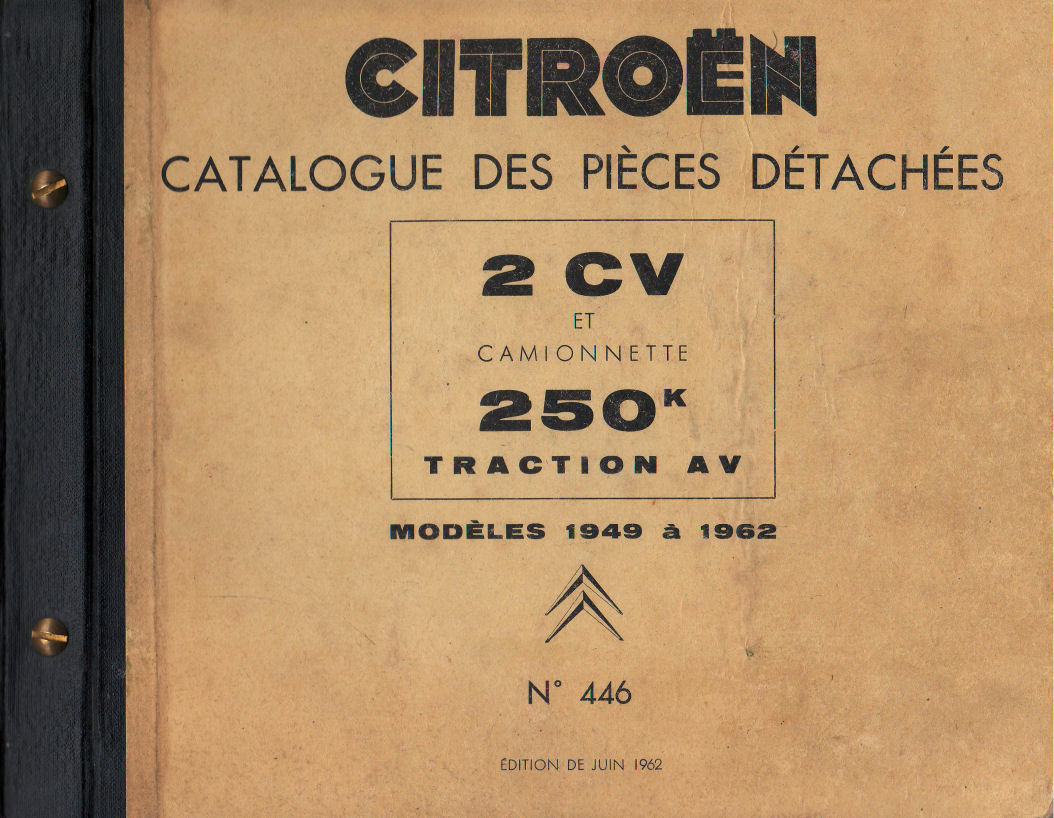 CITROËN
CATALOGUE DES PIÈCES DÉTACHÉES
2 CV
ET
CAMIONNETTE
250K
TRACTION AV
MODÈLES 1949 à 1962
N° 446
ÉDITION DE JUIN 1962